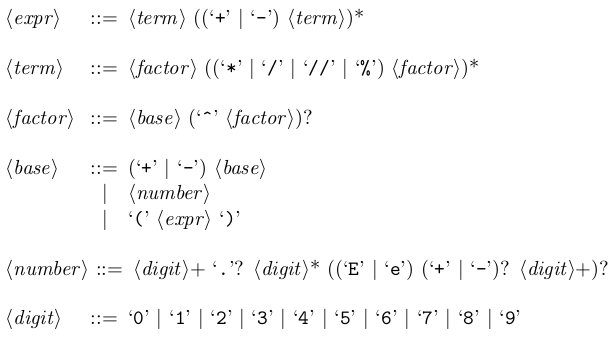 ⟨expr⟩ ::= ⟨term⟩ ((‘+’ | ‘-’) ⟨term⟩)*
⟨term⟩ ::= ⟨factor⟩ ((‘*’ | ‘/’ | ‘//’ | ‘%’) ⟨factor⟩)*
⟨factor⟩ ::= ⟨base⟩ (‘^’ ⟨factor⟩)?
⟨base⟩ ::= (‘+’ | ‘-’) ⟨base⟩
| ⟨number⟩
| ‘(’ ⟨expr⟩ ‘)’
⟨number⟩ ::= ⟨digit⟩+ ‘.’? ⟨digit⟩* ((‘E’ | ‘e’) (‘+’ | ‘-’)? ⟨digit⟩+)?
⟨digit⟩ ::= ‘0’ | ‘1’ | ‘2’ | ‘3’ | ‘4’ | ‘5’ | ‘6’ | ‘7’ | ‘8’ | ‘9’